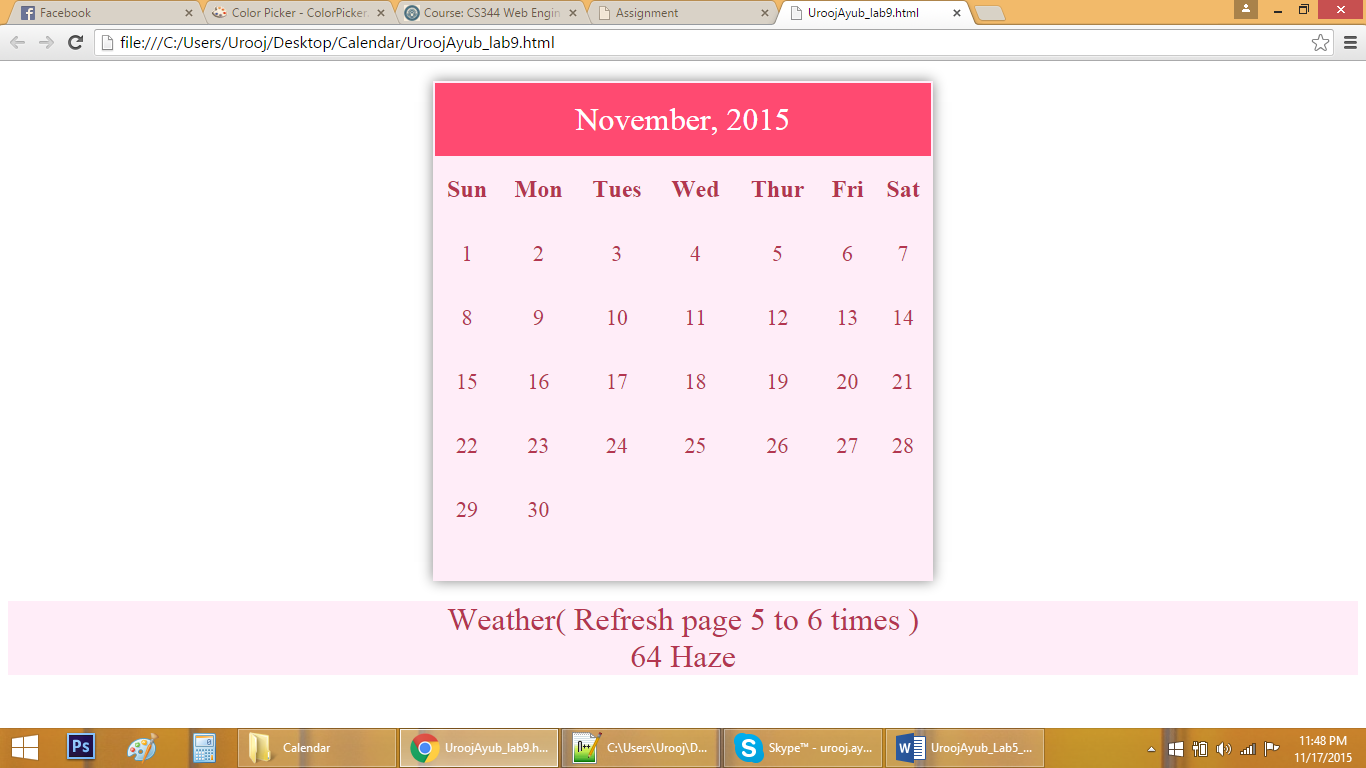 Facebook
Color Picker - ColorPicker
Course: CS344 Web Engin
Assignment
UroojAyub_lab9.html
file:///C:/Users/Urooj/Desktop/Calendar/UroojAyub_lab9.html
November, 2015
Sun Mon Tues Wed Thur Fri Sat
1 2 3 4 5 6 7
8 9 10 11 12 13 14
15 16 17 18 19 20 21
22 23 24 25 26 27 28
29 30
Weather( Refresh page 5 to 6 times )
64 Haze
Ps
Calendar
UroojAyub_lab9.h...
C:\Users\Urooj\D...
Skype™ - urooj.ay...
UroojAyub_Lab5_...
11:48 PM
11/17/2015